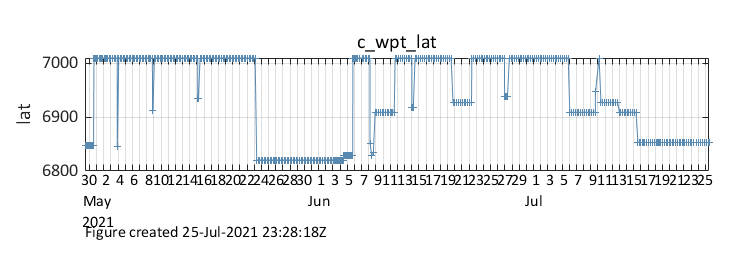 c_wpt_lat
7000
6900
6800
lat
30 2 4 6 8 10 12 14 16 18 20 22 24 26 28 30 1 3 5 7 9 11 13 15 17 19 21 23 25 27 29 1 3 5 7 9 11 13 15 17 19 21 23 25
May Jun Jul
2021
Figure created 25-Jul-2021 23:28:18Z